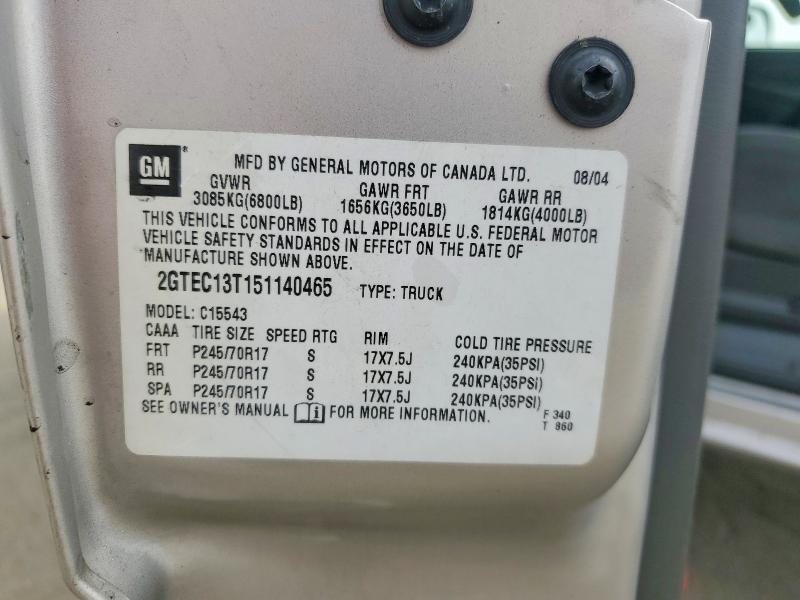 GM MFD BY GENERAL MOTORS OF CANADA LTD. 08/04
GVWR GAWR FRT GAWR RR
3085KG(6800LB) 1656KG(3650LB) 1814KG(4000LB)
THIS VEHICLE CONFORMS TO ALL APPLICABLE U.S. FEDERAL MOTOR
VEHICLE SAFETY STANDARDS IN EFFECT ON THE DATE OF
MANUFACTURE SHOWN ABOVE.
2GTEC13T151140465 TYPE: TRUCK
MODEL: C15543
CAAA TIRE SIZE SPEED RTG RIM COLD TIRE PRESSURE
FRT P245/70R17 S 17X7.5J 240KPA(35PSI)
RR P245/70R17 S 17X7.5J 240KPA(35PSI)
SPA P245/70R17 S 17X7.5J 240KPA(35PSI)
SEE OWNER'S MANUAL FOR MORE INFORMATION. F 340
T 860